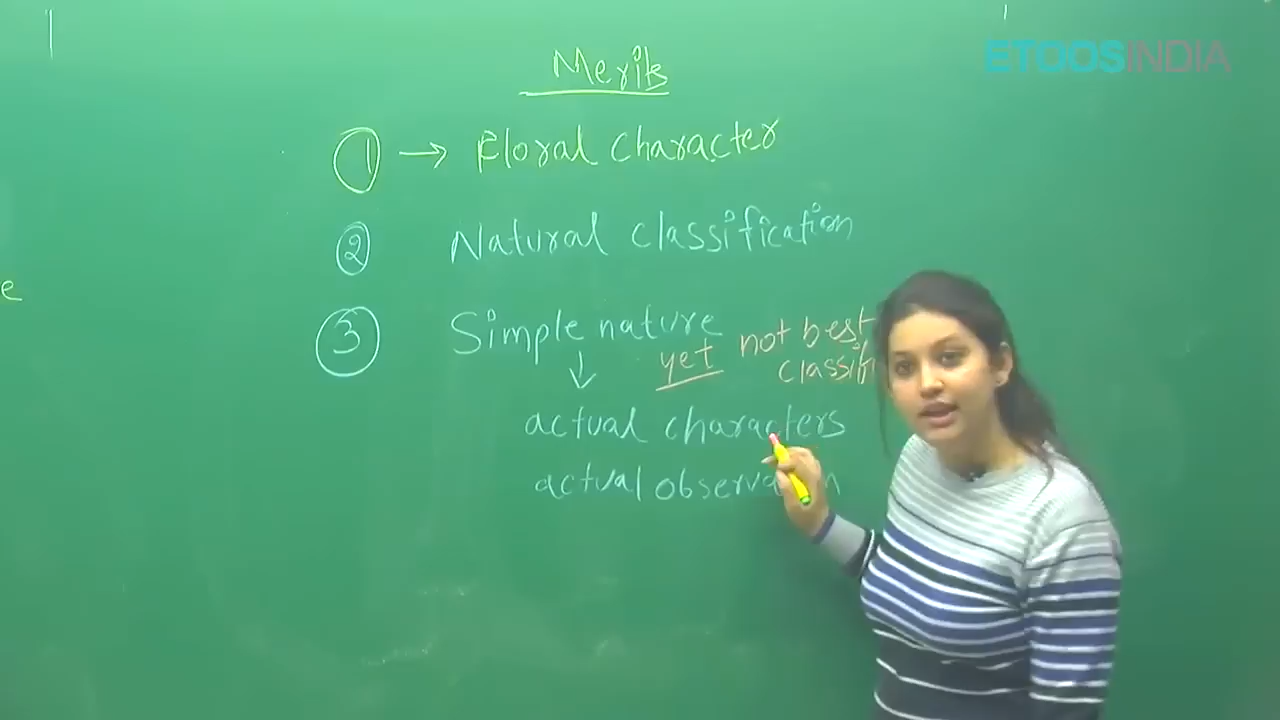 ETOOSINDIA
Merits
1 → Floral character
2 Natural classification
3 Simple nature
↓ yet not best
classifi
actual characters
actual observa n
e